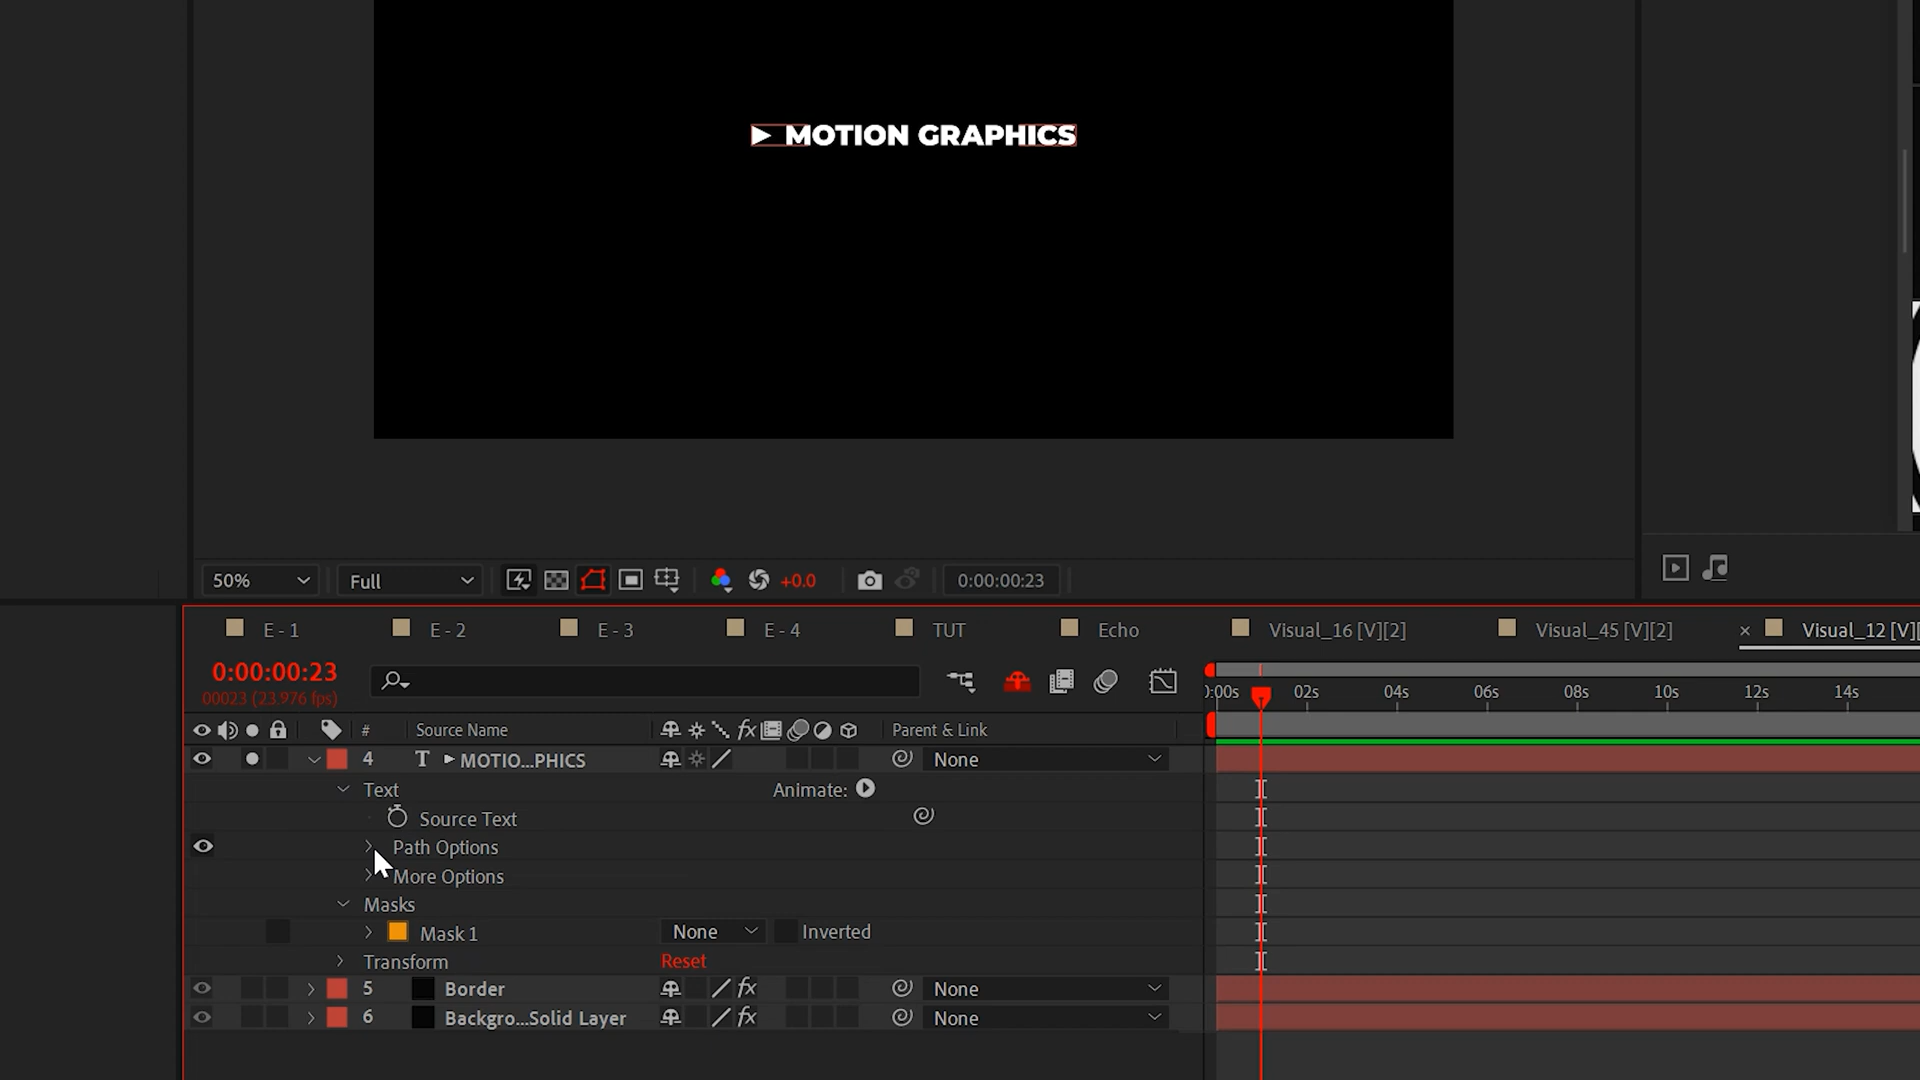 ▶ MOTION GRAPHICS
50% Full +0.0 0:00:00:23
E - 1 E - 2 E - 3 E - 4 TUT Echo Visual_16 [V][2] Visual_45 [V][2] × Visual_12 [V][
0:00:00:23
00023 (23.976 fps)
0:00s 02s 04s 06s 08s 10s 12s 14s
# Source Name fx Parent & Link
4 T ▶ MOTIO...PHICS None
Text Animate:
Source Text
Path Options
More Options
Masks
Mask 1 None Inverted
Transform Reset
5 Border fx None
6 Backgro...Solid Layer fx None